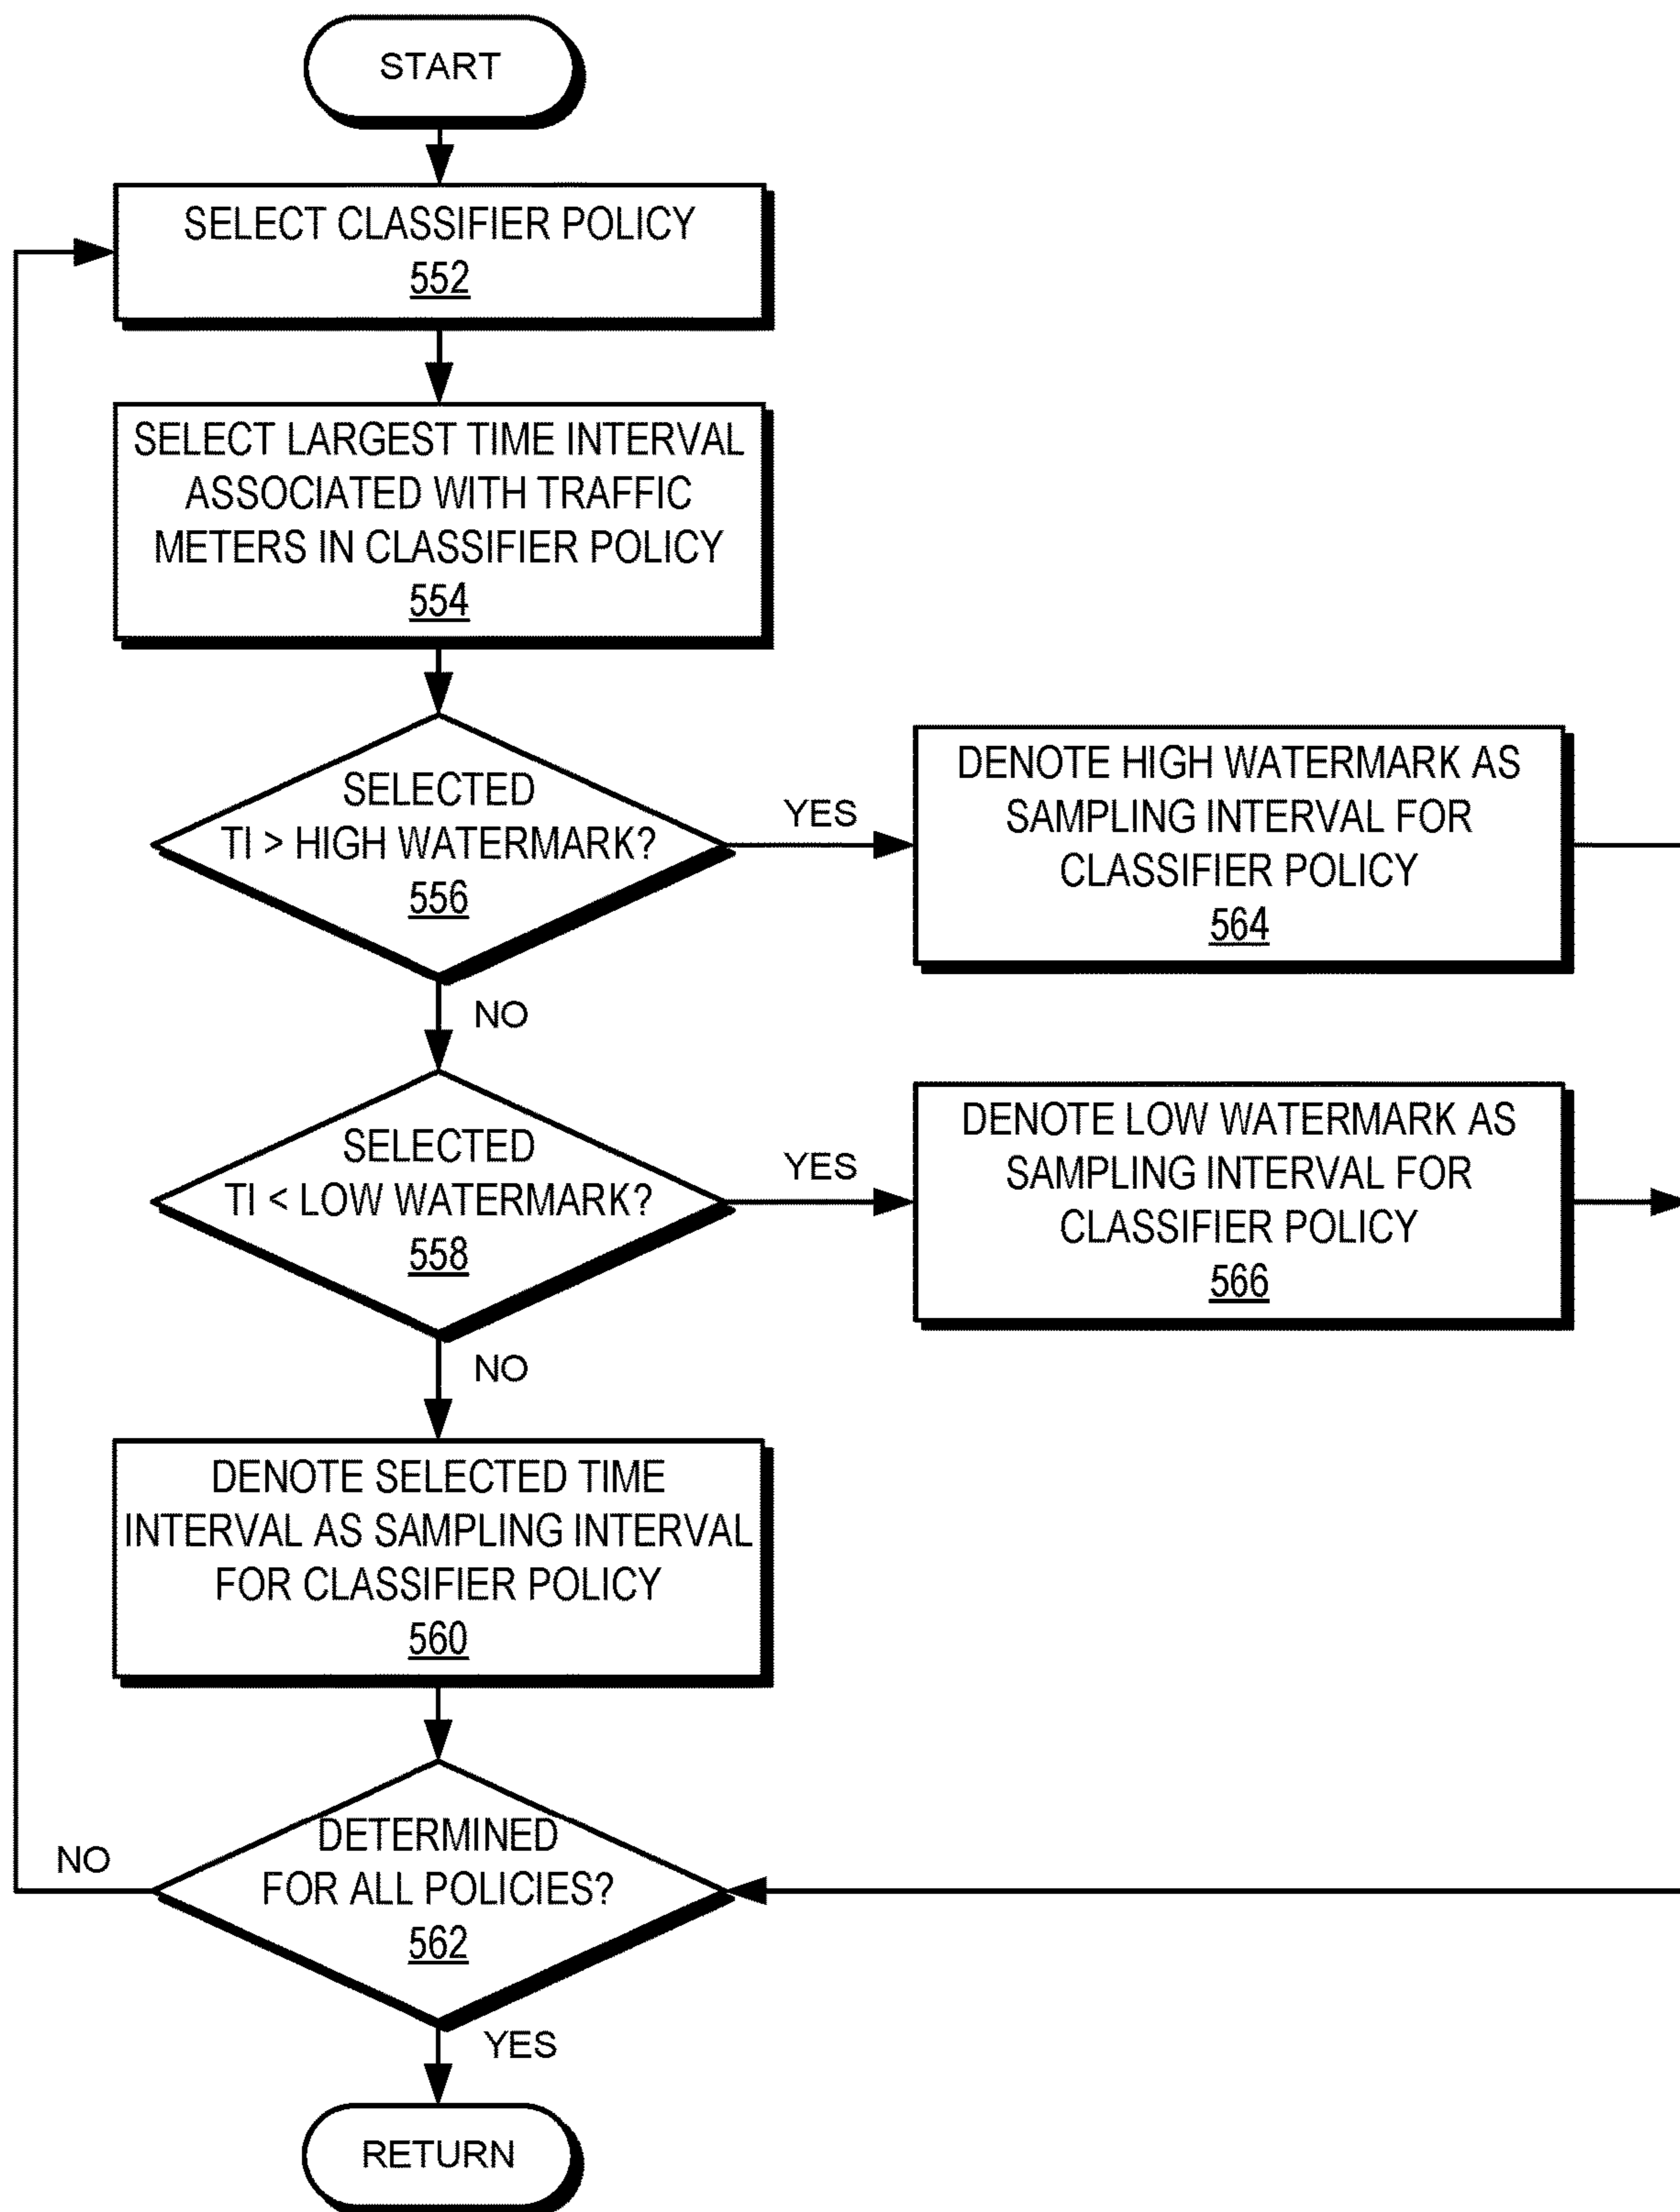 START
SELECT CLASSIFIER POLICY
552
SELECT LARGEST TIME INTERVAL
ASSOCIATED WITH TRAFFIC
METERS IN CLASSIFIER POLICY
554
SELECTED
TI > HIGH WATERMARK?
556
YES
DENOTE HIGH WATERMARK AS
SAMPLING INTERVAL FOR
CLASSIFIER POLICY
564
NO
SELECTED
TI < LOW WATERMARK?
558
YES
DENOTE LOW WATERMARK AS
SAMPLING INTERVAL FOR
CLASSIFIER POLICY
566
NO
DENOTE SELECTED TIME
INTERVAL AS SAMPLING INTERVAL
FOR CLASSIFIER POLICY
560
DETERMINED
FOR ALL POLICIES?
562
NO
YES
RETURN